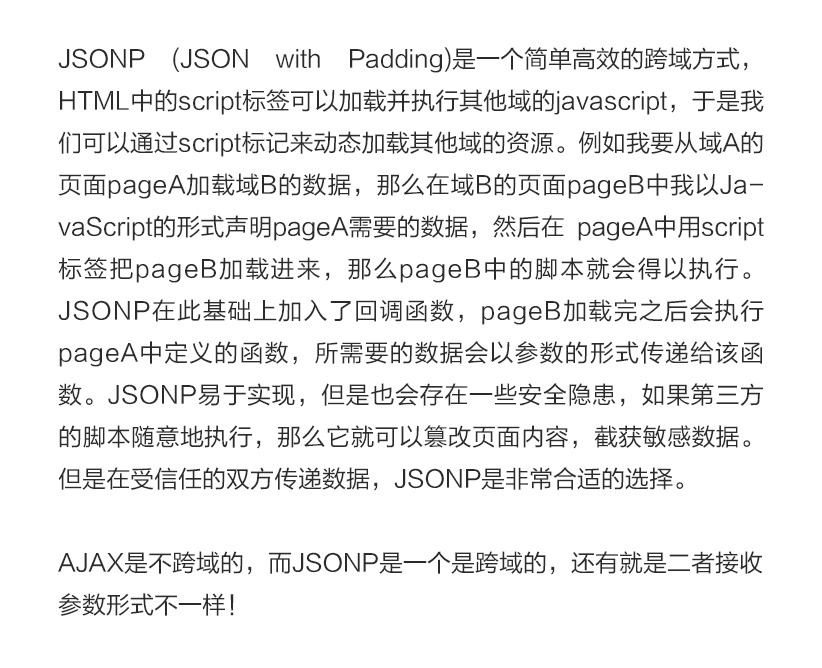 JSONP (JSON with Padding)是一个简单高效的跨域方式，
HTML中的script标签可以加载并执行其他域的javascript，于是我
们可以通过script标记来动态加载其他域的资源。例如我要从域A的
页面pageA加载域B的数据，那么在域B的页面pageB中我以Ja-
vaScript的形式声明pageA需要的数据，然后在 pageA中用script
标签把pageB加载进来，那么pageB中的脚本就会得以执行。
JSONP在此基础上加入了回调函数，pageB加载完之后会执行
pageA中定义的函数，所需要的数据会以参数的形式传递给该函
数。JSONP易于实现，但是也会存在一些安全隐患，如果第三方
的脚本随意地执行，那么它就可以篡改页面内容，截获敏感数据。
但是在受信任的双方传递数据，JSONP是非常合适的选择。
AJAX是不跨域的，而JSONP是一个是跨域的，还有就是二者接收
参数形式不一样！